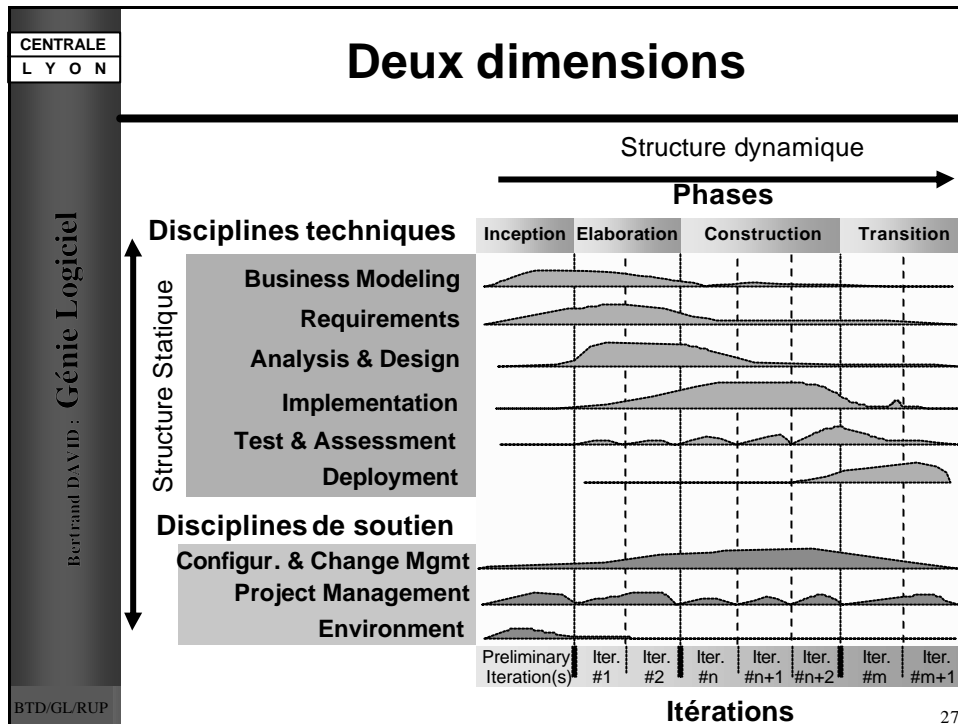 CENTRALE
L Y O N
Deux dimensions
Structure dynamique
Phases
Disciplines techniques
Inception Elaboration Construction Transition
Business Modeling
Requirements
Analysis & Design
Implementation
Test & Assessment
Deployment
Structure Statique
Bertrand DAVID : Génie Logiciel
Disciplines de soutien
Configur. & Change Mgmt
Project Management
Environment
Preliminary Iter. Iter. Iter. Iter. Iter. Iter. Iter.
Iteration(s) #1 #2 #n #n+1 #n+2 #m #m+1
Itérations
BTD/GL/RUP
27